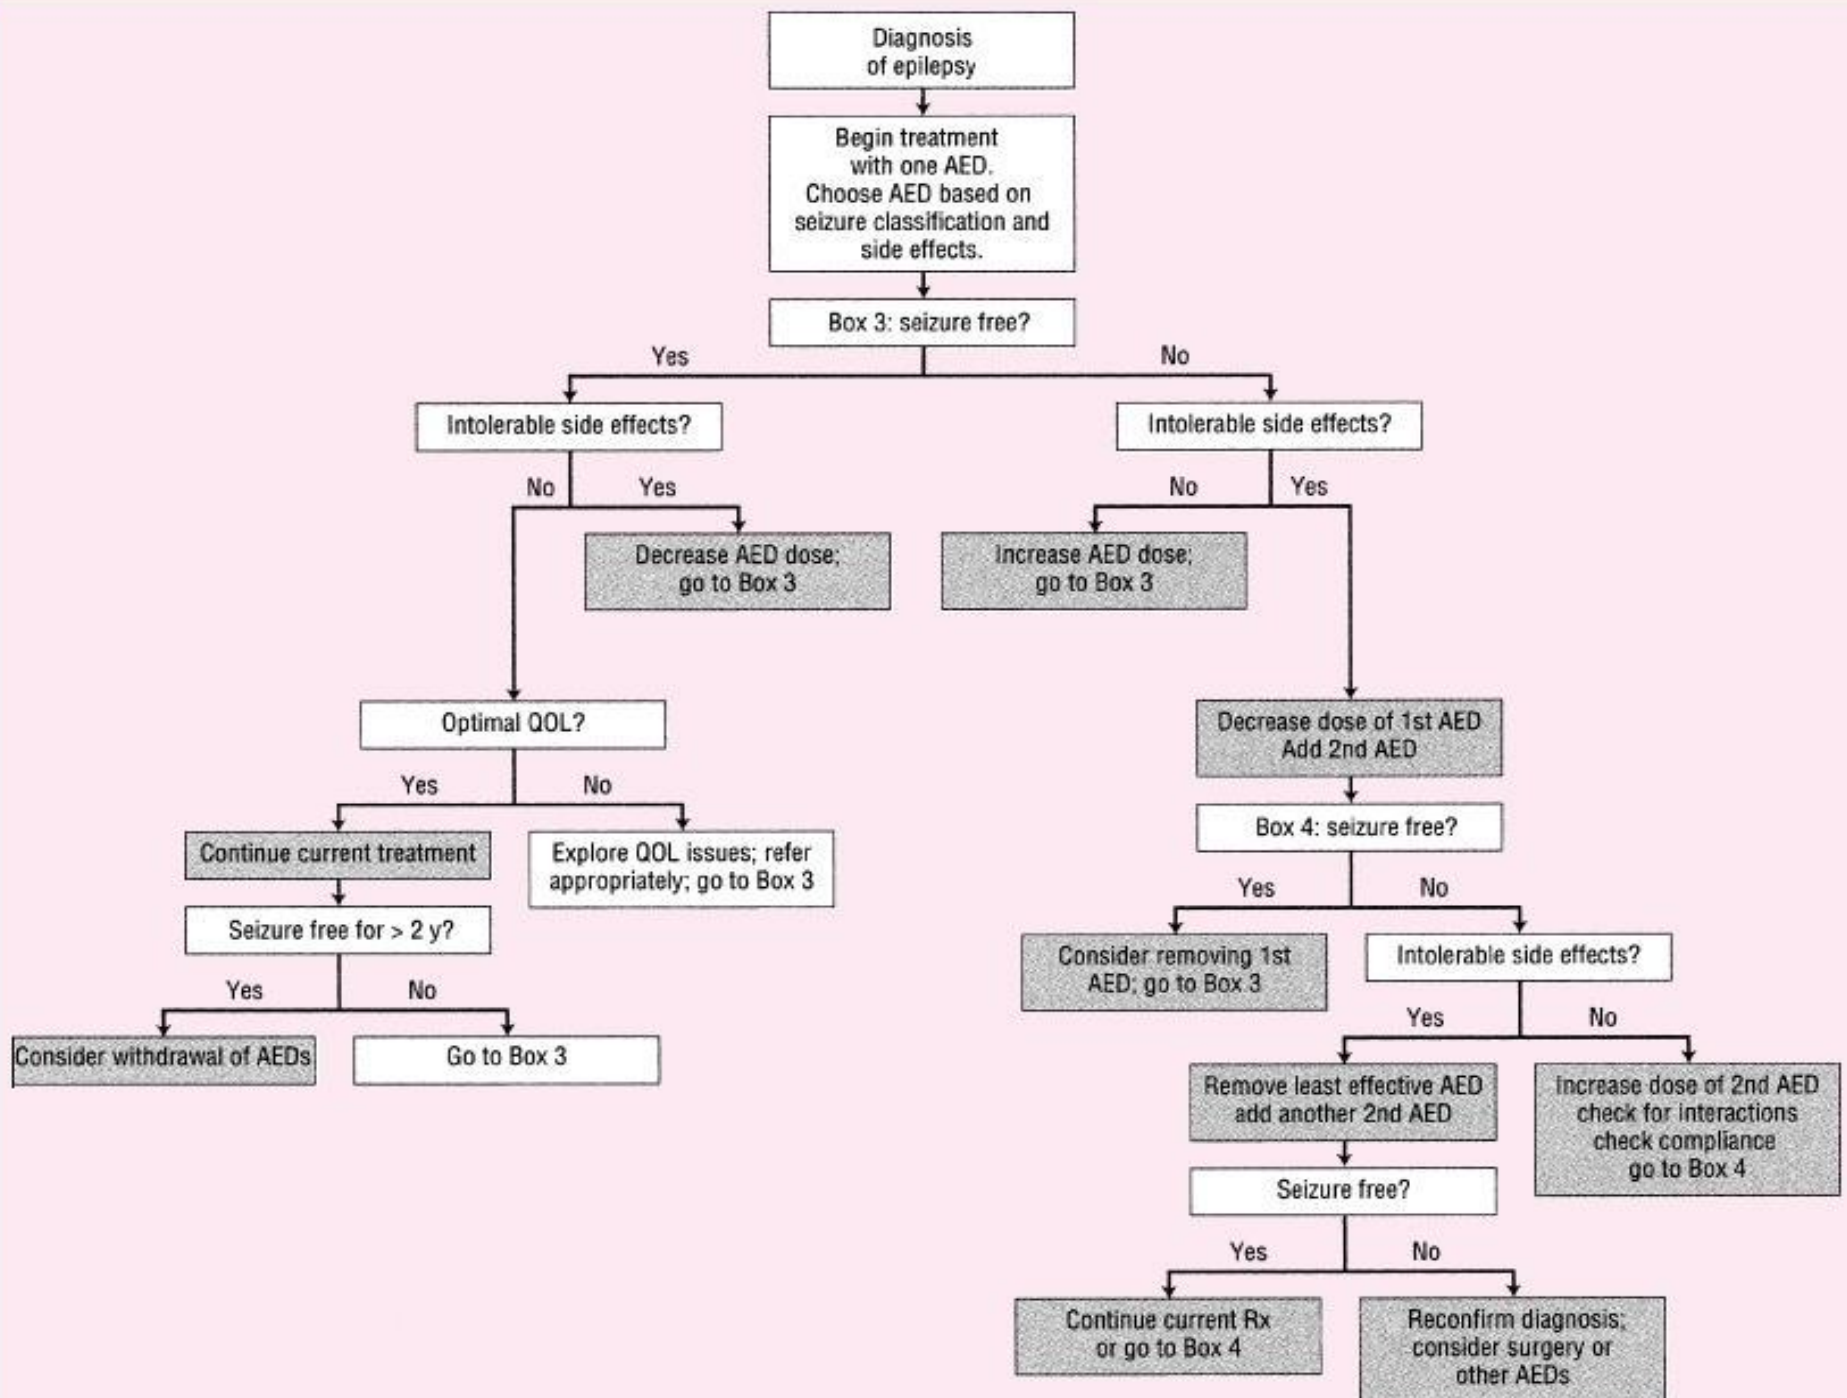 Diagnosis
of epilepsy
Begin treatment
with one AED.
Choose AED based on
seizure classification and
side effects.
Box 3: seizure free?
Yes
No
Intolerable side effects?
Intolerable side effects?
No
Yes
No
Yes
Decrease AED dose;
go to Box 3
Increase AED dose;
go to Box 3
Optimal QOL?
Decrease dose of 1st AED
Add 2nd AED
Yes
No
Box 4: seizure free?
Continue current treatment
Explore QOL issues; refer
appropriately; go to Box 3
Yes
No
Seizure free for > 2 y?
Consider removing 1st
AED; go to Box 3
Intolerable side effects?
Yes
No
Yes
No
Consider withdrawal of AEDs
Go to Box 3
Remove least effective AED
add another 2nd AED
Increase dose of 2nd AED
check for interactions
check compliance
go to Box 4
Seizure free?
Yes
No
Continue current Rx
or go to Box 4
Reconfirm diagnosis;
consider surgery or
other AEDs